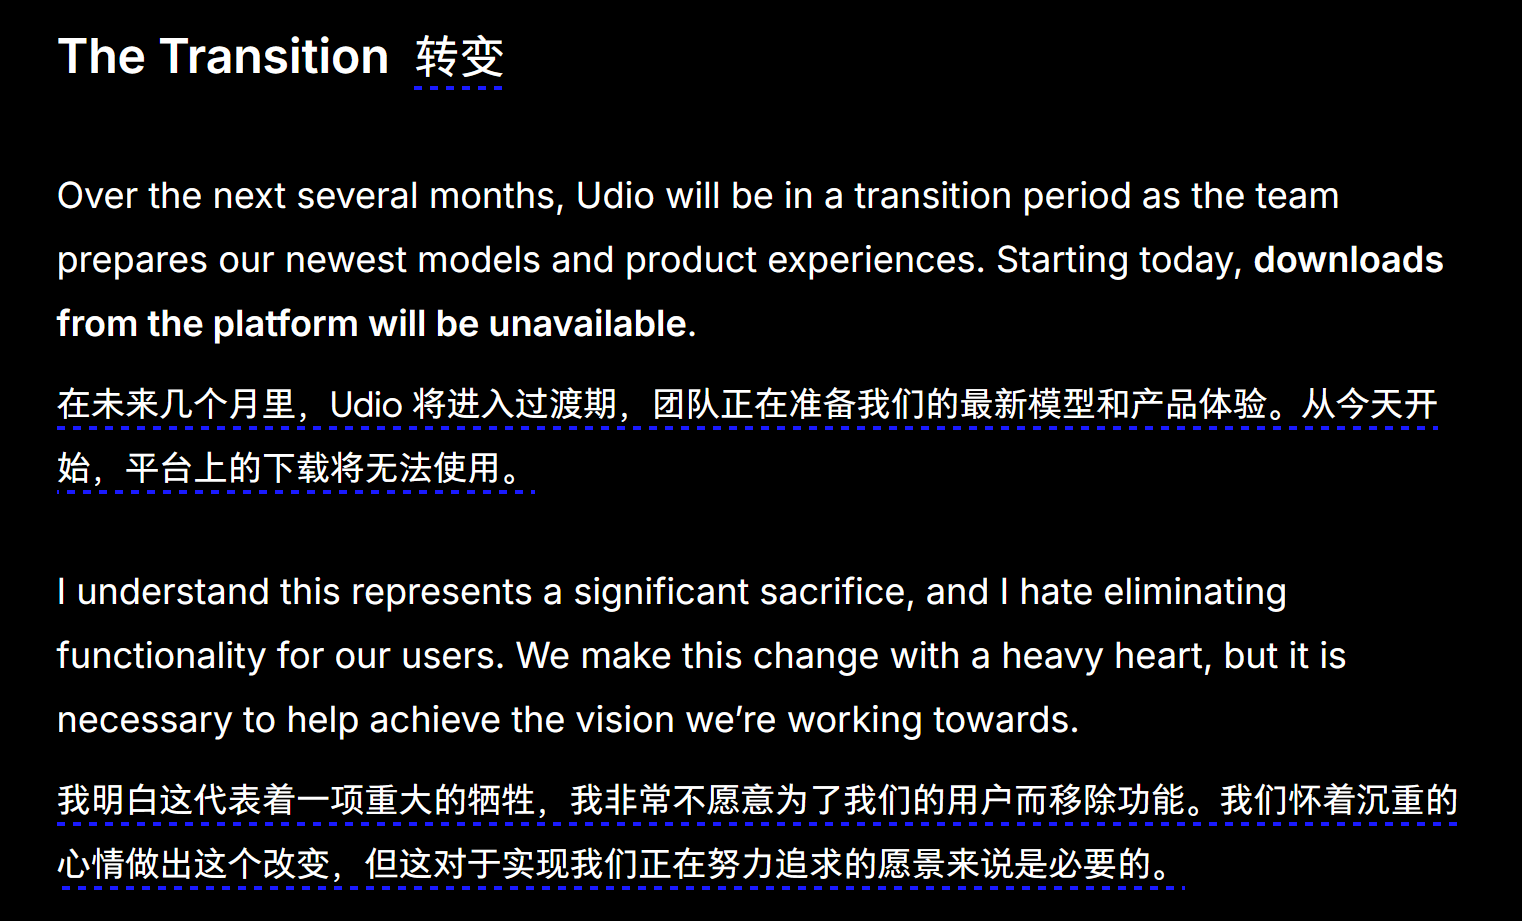 The Transition 转变
Over the next several months, Udio will be in a transition period as the team
prepares our newest models and product experiences. Starting today, downloads
from the platform will be unavailable.
在未来几个月里，Udio 将进入过渡期，团队正在准备我们的最新模型和产品体验。从今天开
始，平台上的下载将无法使用。
I understand this represents a significant sacrifice, and I hate eliminating
functionality for our users. We make this change with a heavy heart, but it is
necessary to help achieve the vision we’re working towards.
我明白这代表着一项重大的牺牲，我非常不愿意为了我们的用户而移除功能。我们怀着沉重的
心情做出这个改变，但这对于实现我们正在努力追求的愿景来说是必要的。